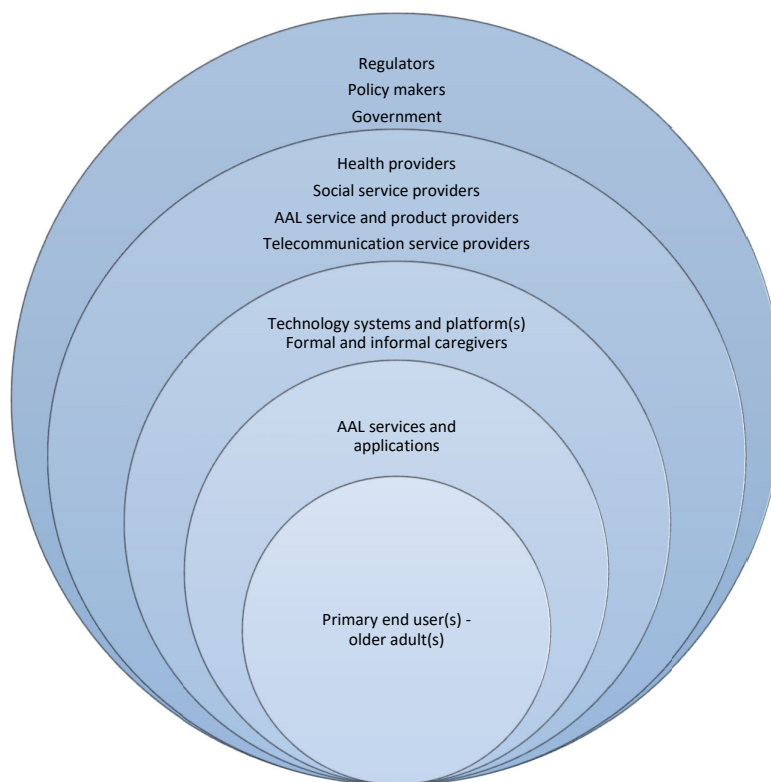 Regulators
Policy makers
Government
Health providers
Social service providers
AAL service and product providers
Telecommunication service providers
Technology systems and platform(s)
Formal and informal caregivers
AAL services and
applications
Primary end user(s) -
older adult(s)